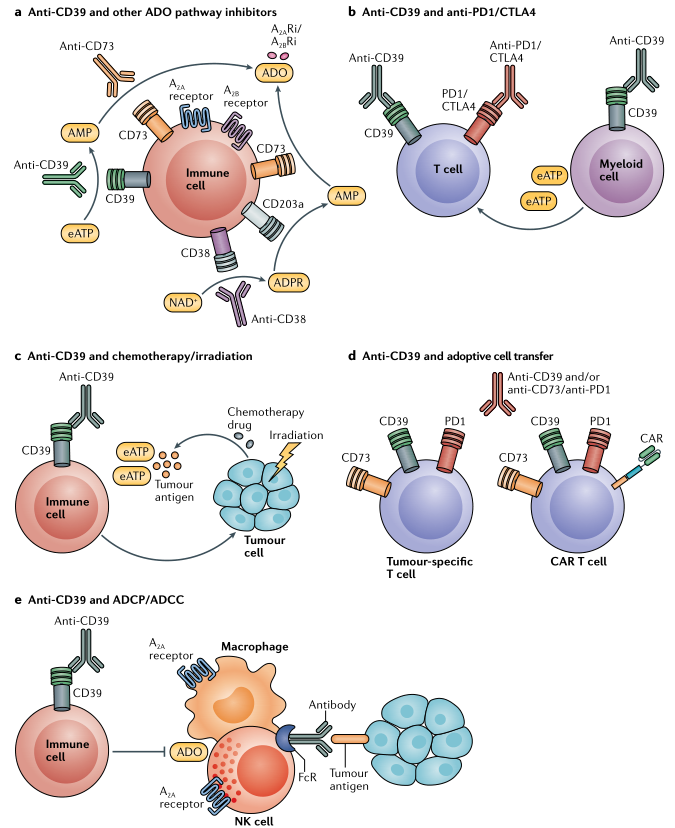 a Anti-CD39 and other ADO pathway inhibitors
Anti-CD73
A2ARi/
A2BRi
ADO
A2A
receptor
A2B
receptor
CD73
AMP
CD73
Anti-CD39
Immune
cell
CD39
AMP
CD203a
eATP
CD38
ADPR
NAD+
Anti-CD38
b Anti-CD39 and anti-PD1/CTLA4
Anti-CD39
Anti-PD1/
CTLA4
Anti-CD39
PD1/
CTLA4
CD39
CD39
T cell
Myeloid
cell
eATP
eATP
c Anti-CD39 and chemotherapy/irradiation
Anti-CD39
Chemotherapy
drug
Irradiation
CD39
eATP
eATP
Tumour
antigen
Immune
cell
Tumour
cell
d Anti-CD39 and adoptive cell transfer
Anti-CD39 and/or
anti-CD73/anti-PD1
CD39
PD1
CD39
PD1
CAR
CD73
CD73
Tumour-specific
T cell
CAR T cell
e Anti-CD39 and ADCP/ADCC
Anti-CD39
CD39
Immune
cell
A2A
receptor
Macrophage
Antibody
ADO
FcR
Tumour
antigen
A2A
receptor
NK cell